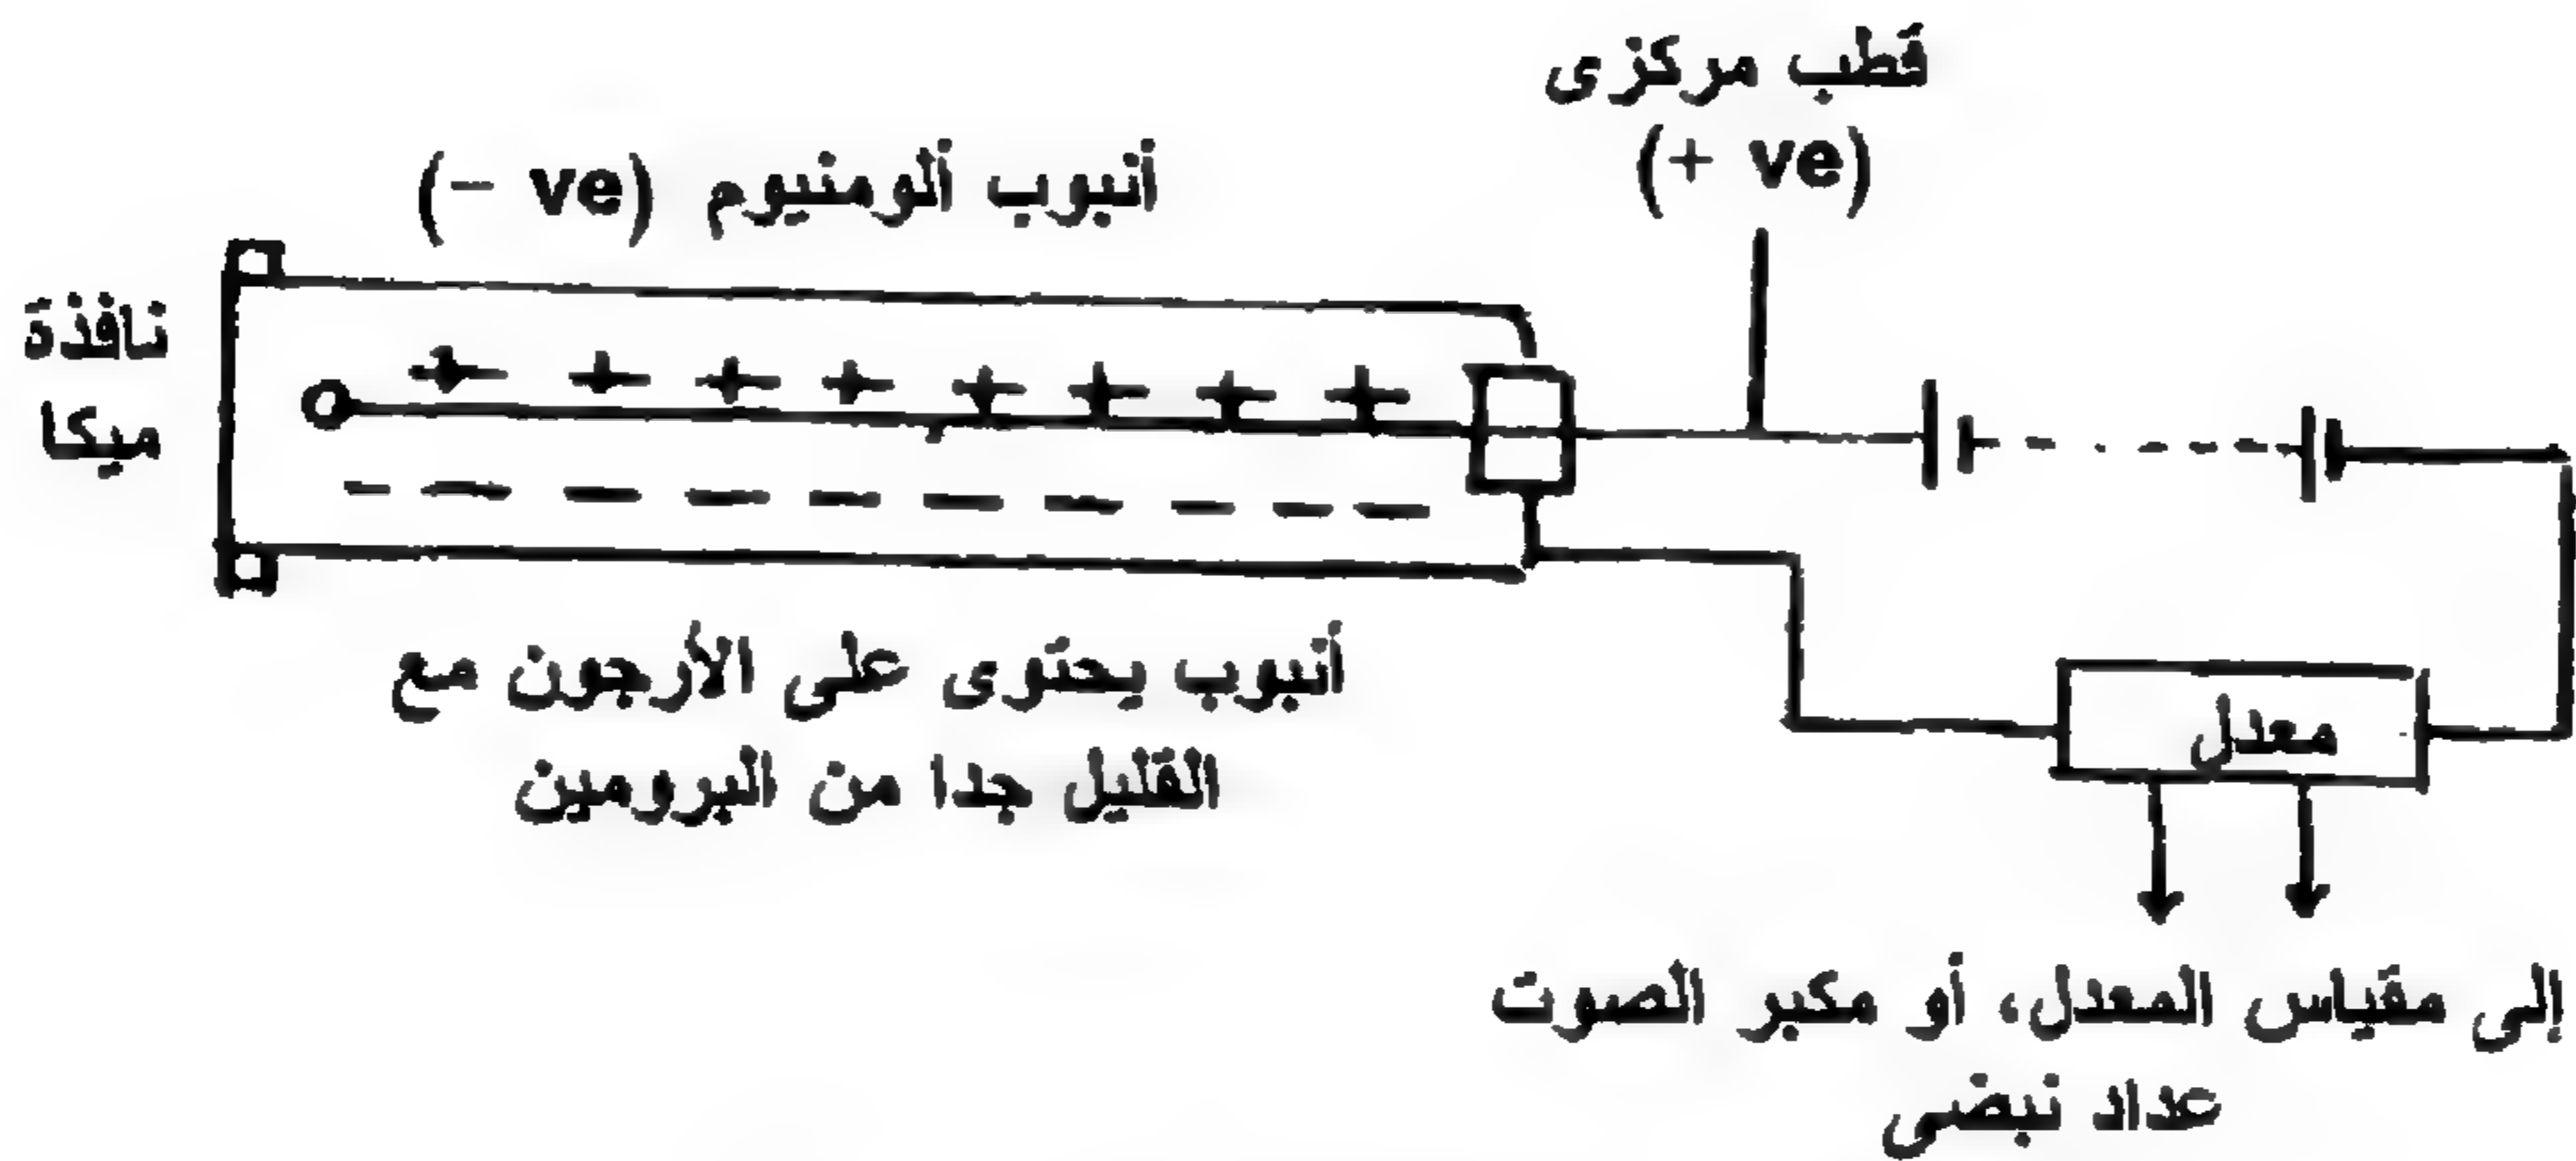 قطب مركزى
(+ ve)
أنبوب ألومنيوم (− ve)
نافذة
ميكا
أنبوب يحتوى على الأرجون مع
القليل جدا من البرومين
معدل
إلى مقياس المعدل، أو مكبر الصوت
عداد نبضى